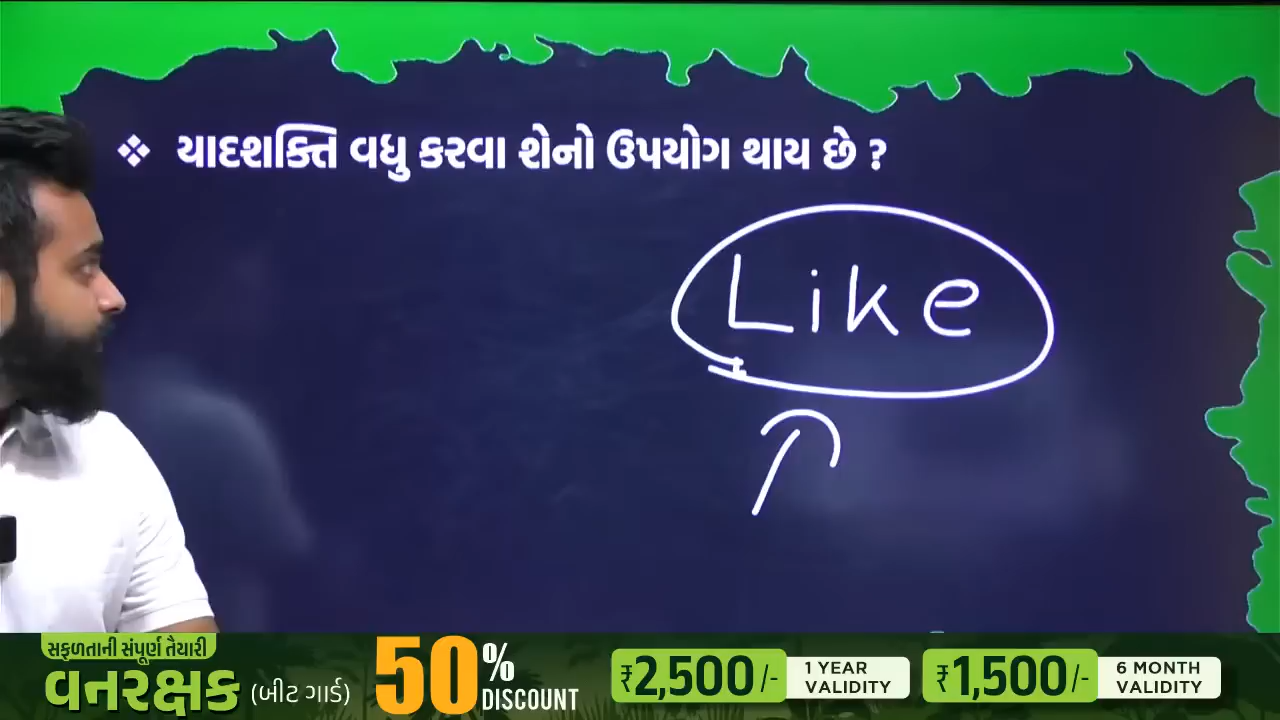 ❖ યાદશક્તિ વધુ કરવા શેનો ઉપયોગ થાય છે ?
Like
સફળતાની સંપૂર્ણ તૈયારી
વનરક્ષક (બીટ ગાર્ડ)
50% DISCOUNT
₹2,500/- 1 YEAR VALIDITY
₹1,500/- 6 MONTH VALIDITY